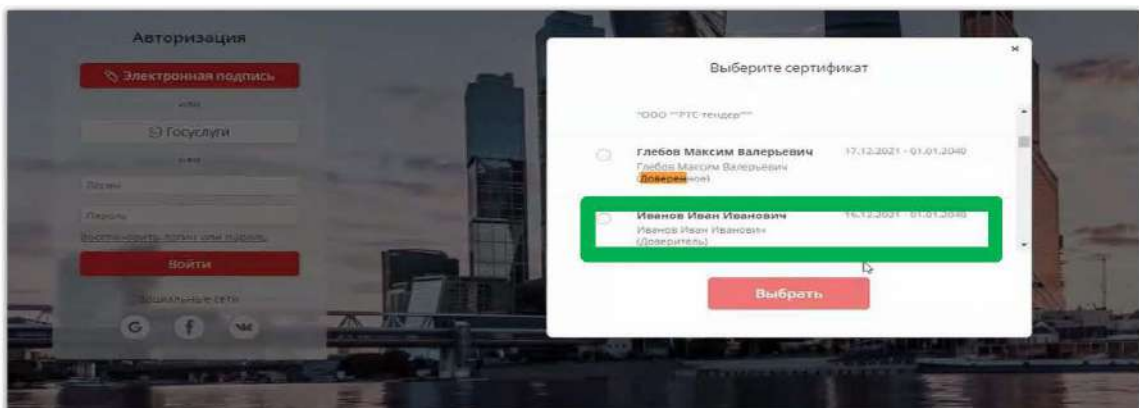 Авторизация
Электронная подпись
или
Госуслуги
или
Логин
Пароль
Восстановить логин или пароль
Войти
Социальные сети
G f
Выберите сертификат
"ООО ""РТС-тендер"""
Глебов Максим Валерьевич 17.12.2021 - 01.01.2040
Глебов Максим Валерьевич
(Доверенное)
Иванов Иван Иванович 16.12.2021 - 01.01.2040
Иванов Иван Иванович
(Доверитель)
Выбрать